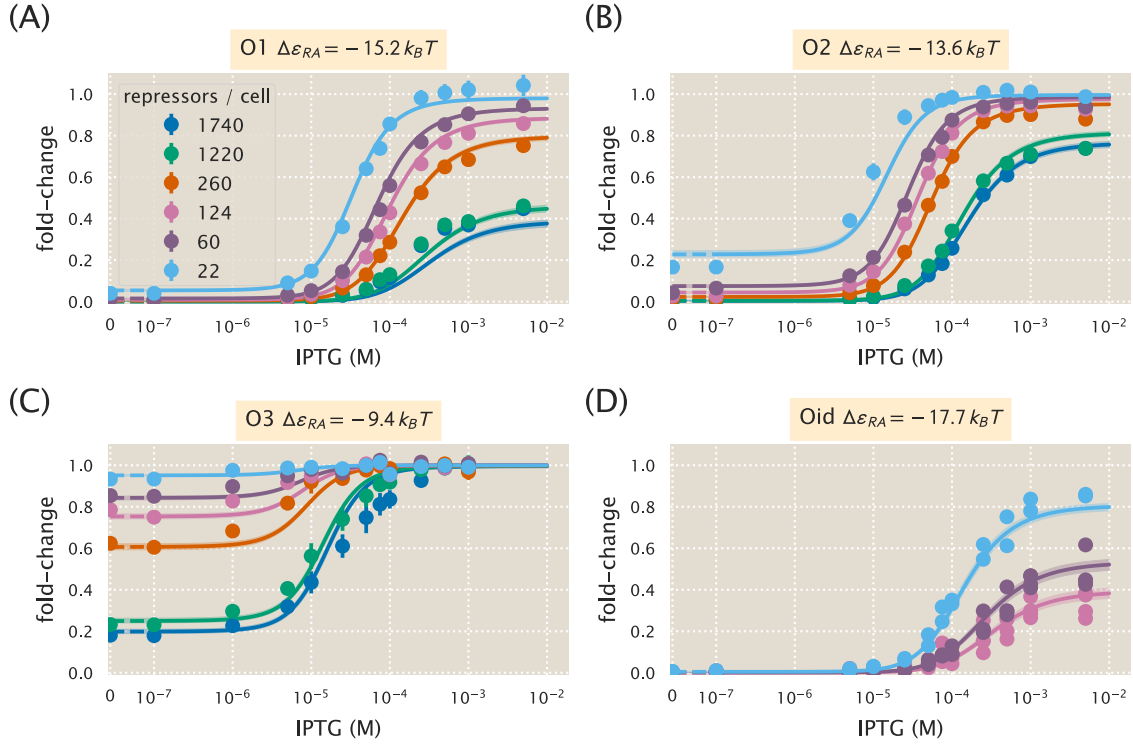 (A)
O1 Δε_RA = −15.2 k_BT
fold−change
1.0
0.8
0.6
0.4
0.2
0.0
repressors / cell
1740
1220
260
124
60
22
0 10⁻⁷ 10⁻⁶ 10⁻⁵ 10⁻⁴ 10⁻³ 10⁻²
IPTG (M)
(B)
O2 Δε_RA = −13.6 k_BT
fold−change
1.0
0.8
0.6
0.4
0.2
0.0
0 10⁻⁷ 10⁻⁶ 10⁻⁵ 10⁻⁴ 10⁻³ 10⁻²
IPTG (M)
(C)
O3 Δε_RA = −9.4 k_BT
fold−change
1.0
0.8
0.6
0.4
0.2
0.0
0 10⁻⁷ 10⁻⁶ 10⁻⁵ 10⁻⁴ 10⁻³ 10⁻²
IPTG (M)
(D)
Oid Δε_RA = −17.7 k_BT
fold−change
1.0
0.8
0.6
0.4
0.2
0.0
0 10⁻⁷ 10⁻⁶ 10⁻⁵ 10⁻⁴ 10⁻³ 10⁻²
IPTG (M)